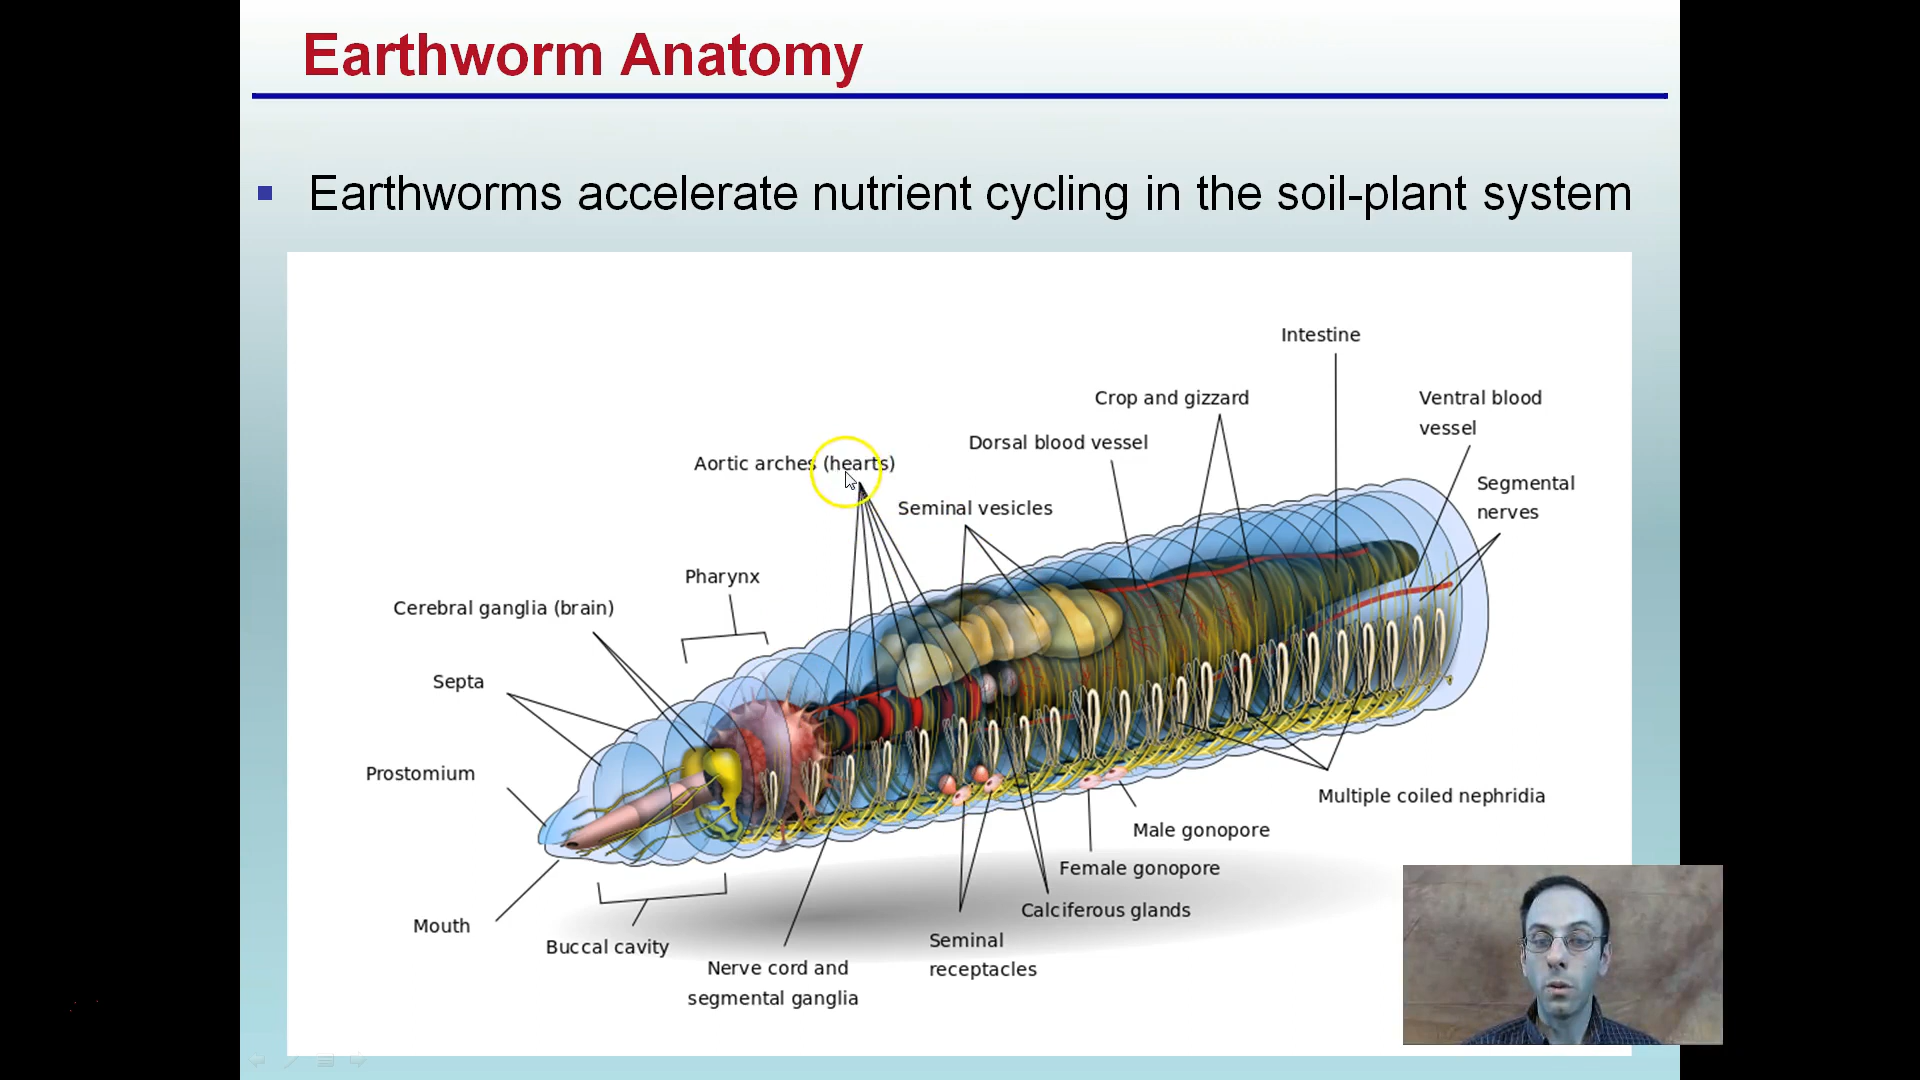 Earthworm Anatomy
Earthworms accelerate nutrient cycling in the soil-plant system
Intestine
Crop and gizzard
Ventral blood
vessel
Dorsal blood vessel
Aortic arches (hearts)
Segmental
nerves
Seminal vesicles
Pharynx
Cerebral ganglia (brain)
Septa
Prostomium
Multiple coiled nephridia
Male gonopore
Female gonopore
Calciferous glands
Mouth
Buccal cavity
Seminal
receptacles
Nerve cord and
segmental ganglia